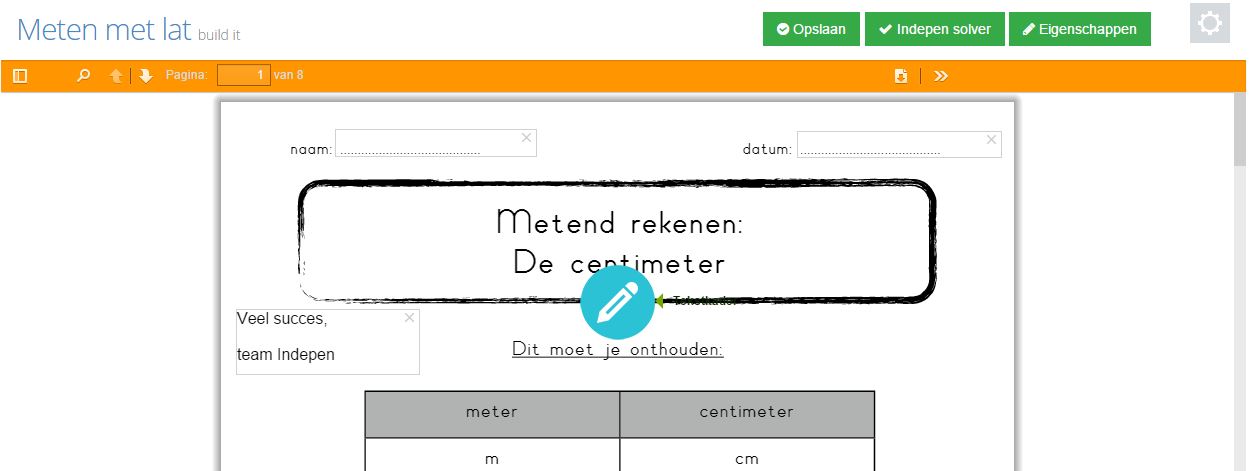 Meten met lat build it
Opslaan
Indepen solver
Eigenschappen
Pagina: 1 van 8
naam: ........................................
datum: ........................................
Metend rekenen:
De centimeter
Tekstkader
Veel succes,
team Indepen
Dit moet je onthouden:
meter centimeter
m cm